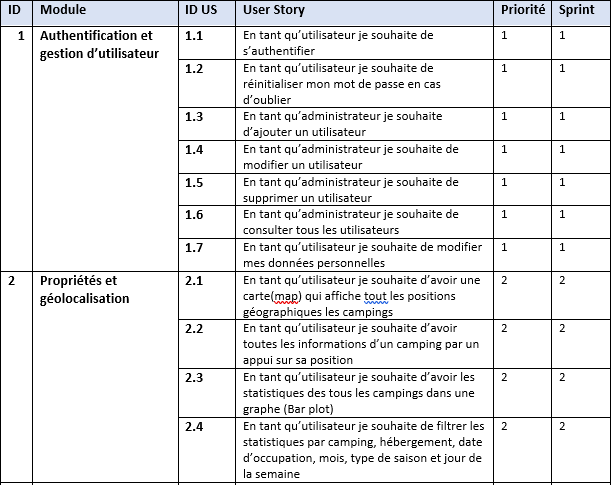 ID Module ID US User Story Priorité Sprint
1 Authentification et gestion d'utilisateur 1.1 En tant qu'utilisateur je souhaite de s'authentifier 1 1
1.2 En tant qu'utilisateur je souhaite de réinitialiser mon mot de passe en cas d'oublier 1 1
1.3 En tant qu'administrateur je souhaite d'ajouter un utilisateur 1 1
1.4 En tant qu'administrateur je souhaite de modifier un utilisateur 1 1
1.5 En tant qu'administrateur je souhaite de supprimer un utilisateur 1 1
1.6 En tant qu'administrateur je souhaite de consulter tous les utilisateurs 1 1
1.7 En tant qu'utilisateur je souhaite de modifier mes données personnelles 1 1
2 Propriétés et géolocalisation 2.1 En tant qu'utilisateur je souhaite d'avoir une carte(map) qui affiche tout les positions géographiques les campings 2 2
2.2 En tant qu'utilisateur je souhaite d'avoir toutes les informations d'un camping par un appui sur sa position 2 2
2.3 En tant qu'utilisateur je souhaite d'avoir les statistiques des tous les campings dans une graphe (Bar plot) 2 2
2.4 En tant qu'utilisateur je souhaite de filtrer les statistiques par camping, hébergement, date d'occupation, mois, type de saison et jour de la semaine 2 2